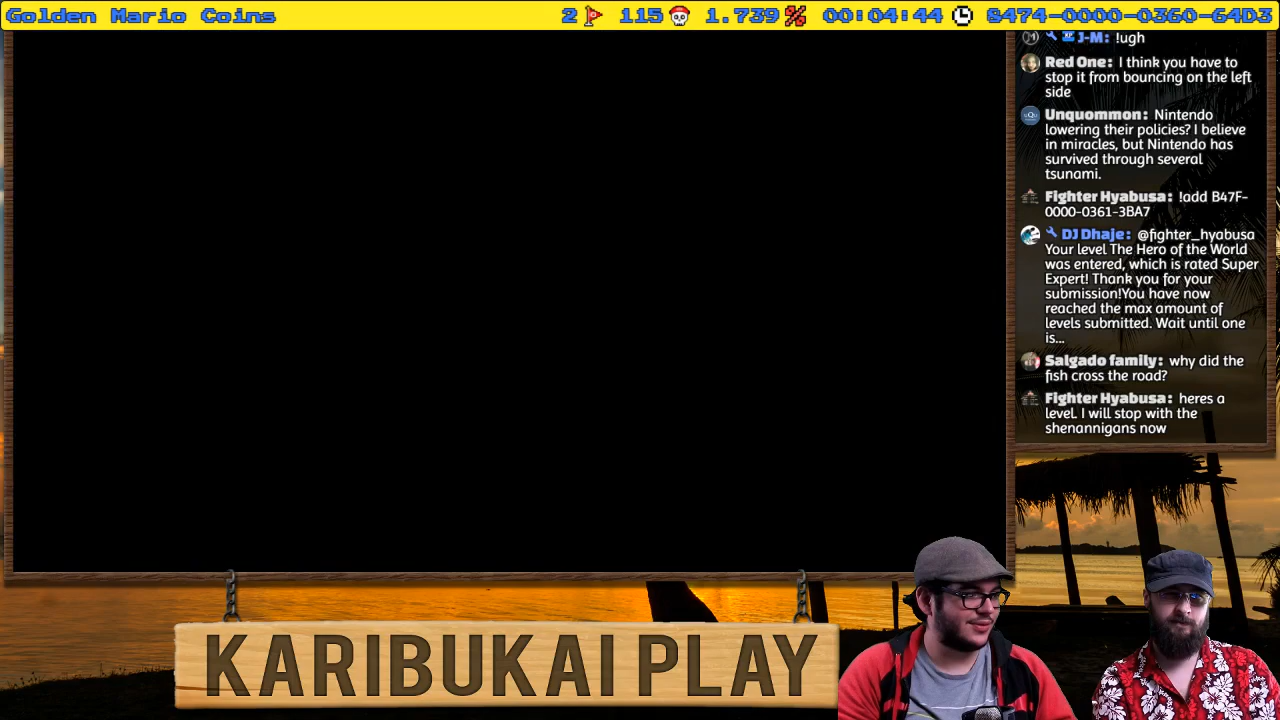 Golden Mario Coins 2 115 1.739 00:04:44 8474-0000-0360-64D3
J-M: !ugh
Red One: I think you have to
stop it from bouncing on the left
side
Unquommon: Nintendo
lowering their policies? I believe
in miracles, but Nintendo has
survived through several
tsunami.
Fighter Hyabusa: !add B47F-
0000-0361-3BA7
DJ Dhaje: @fighter_hyabusa
Your level The Hero of the World
was entered, which is rated Super
Expert! Thank you for your
submission!You have now
reached the max amount of
levels submitted. Wait until one
is...
Salgado family: why did the
fish cross the road?
Fighter Hyabusa: heres a
level. I will stop with the
shennannigans now
KARIBUKAI PLAY